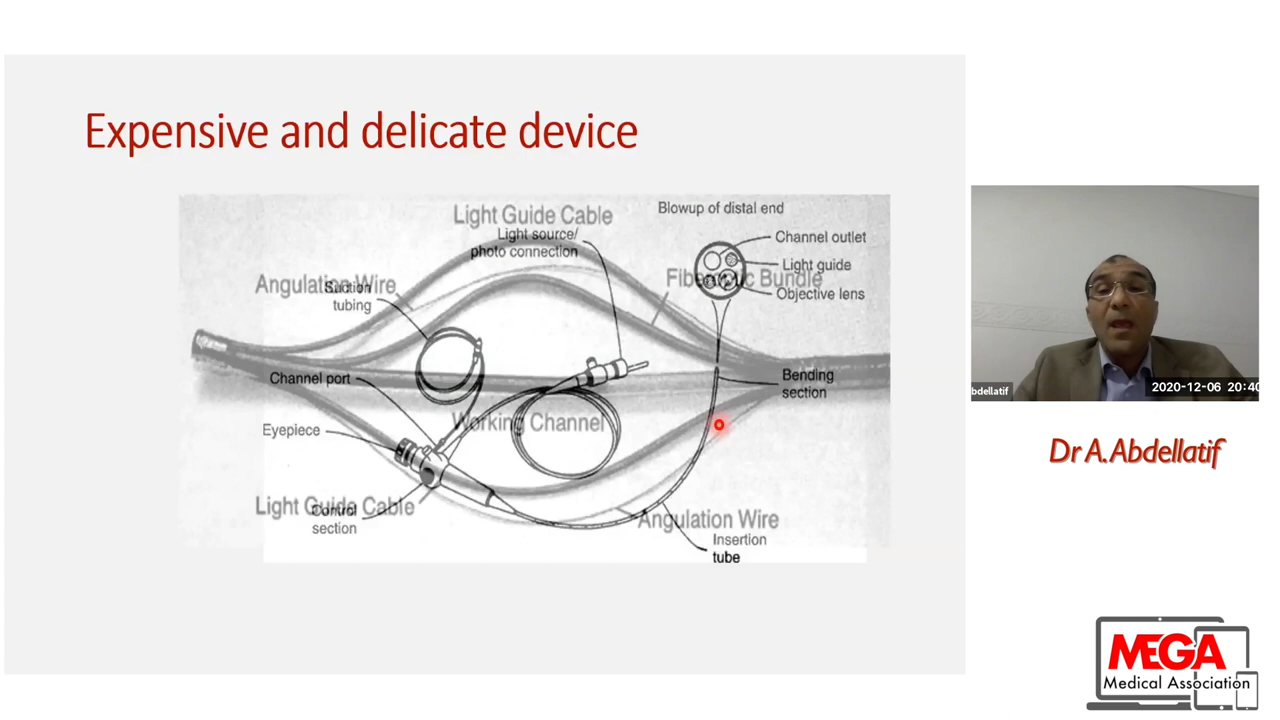 Expensive and delicate device
Light Guide Cable
Light source/
photo connection
Blowup of distal end
Channel outlet
Light guide
Objective lens
Angulation Wire
Suction
tubing
Fiberoptic Bundle
Channel port
Bending
section
Eyepiece
Working Channel
Light Guide Cable
Control
section
Angulation Wire
Insertion
tube
bdellatif
2020-12-06 20:40
Dr A.Abdellatif
MEGA
Medical Association